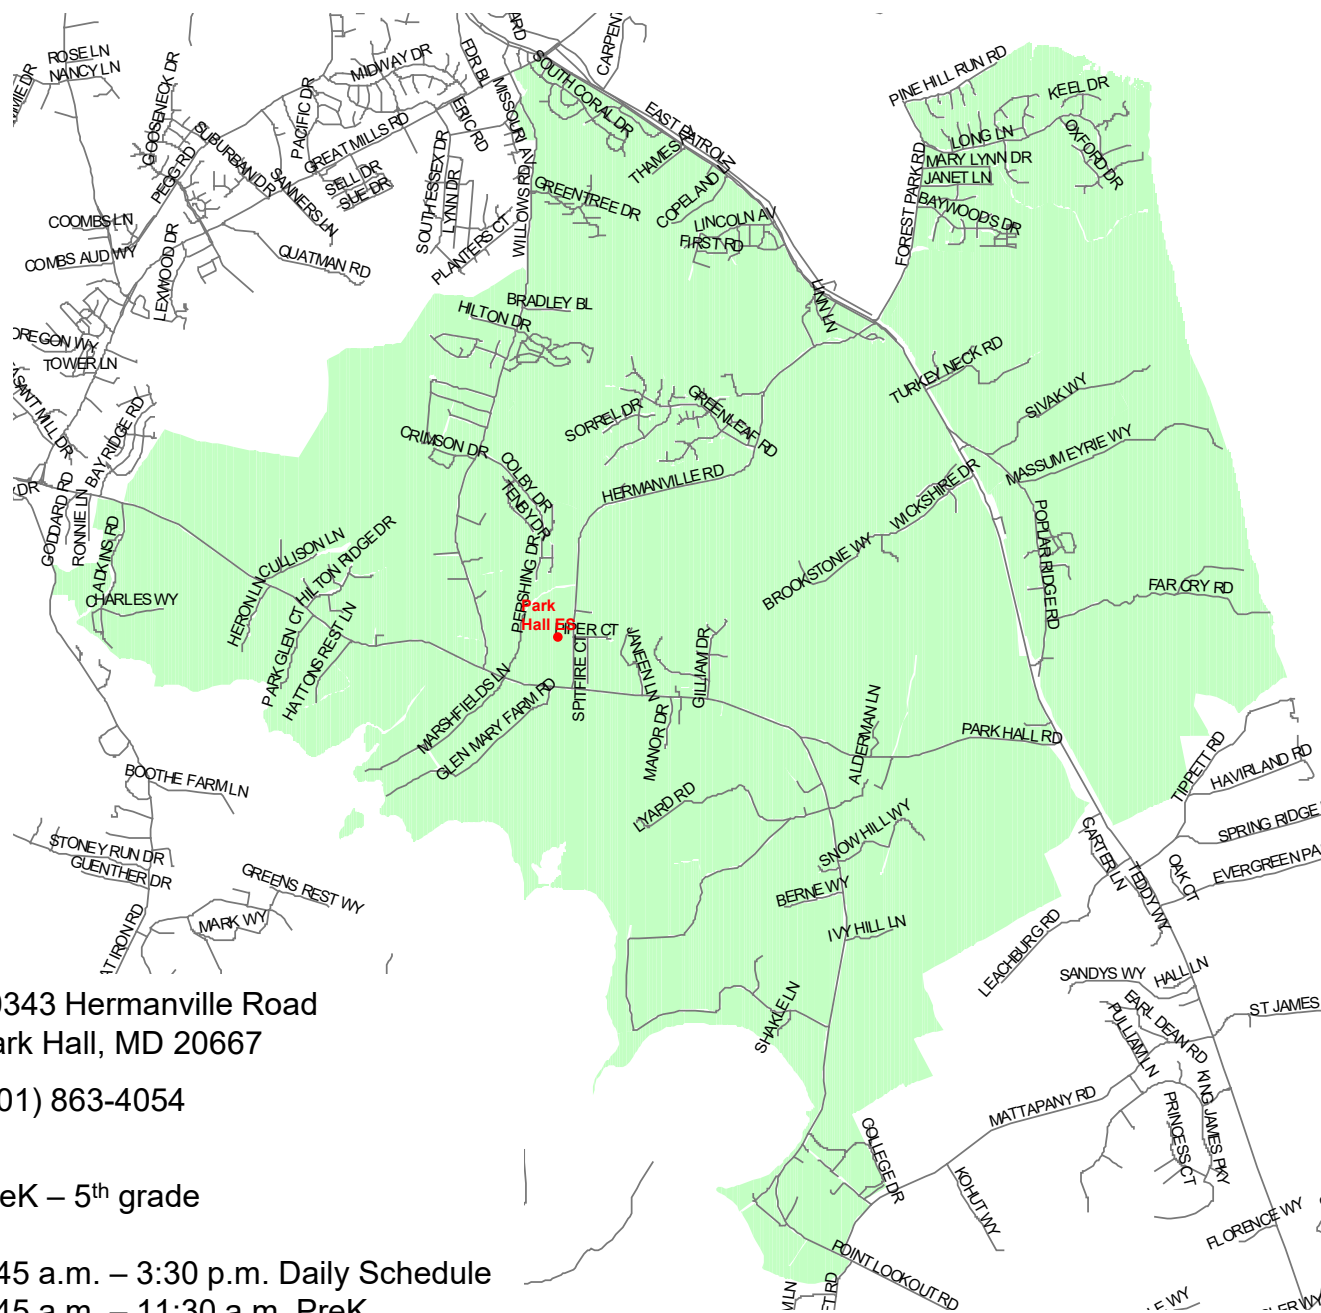 ROSE LN
NANCY LN
GOOSENECK DR
PEGG RD
SUBURBAN DR
PACIFIC DR
MIDWAY DR
GREAT MILLS RD
SANNERS LN
SELL DR
SUE DR
FDR BL
ERIC RD
MISSOURI AV
SOUTH ESSEX DR
LYNN DR
PLANTERS CT
WILLOWS RD
COOMBS LN
COMBS AUD WY
LEXWOOD DR
QUATMAN RD
OREGON WY
TOWER LN
BAY RIDGE RD
GODDARD RD
RONNIE LN
SOUTH CORAL DR
CARPENT
EAST PATROL
THAMES
COPELAND
GREENTREE DR
LINCOLN AV
FIRST RD
LINN LN
PINE HILL RUN RD
KEEL DR
LONG LN
OXFORD DR
MARY LYNN DR
JANET LN
BAYWOODS DR
FOREST PARK RD
BRADLEY BL
HILTON DR
TURKEY NECK RD
SIVAK WY
MASSUM EYRIE WY
SORREL DR
GREENLEAF RD
CRIMSON DR
COLBY DR
TENBY DR
HERMANVILLE RD
WICKSHIRE DR
BROOKSTONE WY
POPLAR RIDGE RD
FAR CRY RD
CHARLES WY
CULLISON LN
HERON LN
HILTON RIDGE DR
PARK GLEN CT
HATTONS REST LN
PERSHING DR
Park
Hall ES
PIPER CT
SPITFIRE CT
JANEEN LN
GILLIAM DR
MANOR DR
MARSHFIELDS LN
GLEN MARY FARM RD
ALDERMAN LN
PARK HALL RD
LYARD RD
SNOW HILL WY
BERNE WY
IVY HILL LN
SHAKLE LN
TIPPETT RD
HAVIRLAND RD
SPRING RIDGE
EVERGREEN PA
OAK CT
CARTER LN
TEDDY WY
LEACHBURG RD
SANDYS WY
HALL LN
EARL DEAN RD
PULLIAM LN
ST JAMES
KING JAMES PKY
PRINCESS CT
MATTAPANY RD
COLLEGE DR
KOHUT WY
FLORENCE WY
POINT LOOKOUT RD
BOOTHE FARM LN
STONEY RUN DR
GUENTHER DR
GREENS REST WY
MARK WY
AT IRON RD
0343 Hermanville Road
ark Hall, MD 20667
01) 863-4054
eK – 5th grade
45 a.m. – 3:30 p.m. Daily Schedule
45 a.m. – 11:30 a.m. PreK